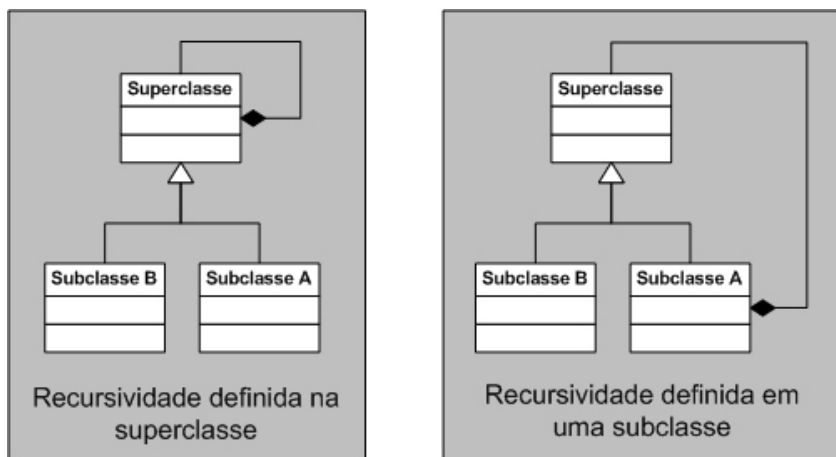 Superclasse
Subclasse B
Subclasse A
Recursividade definida na
superclasse
Superclasse
Subclasse B
Subclasse A
Recursividade definida em
uma subclasse